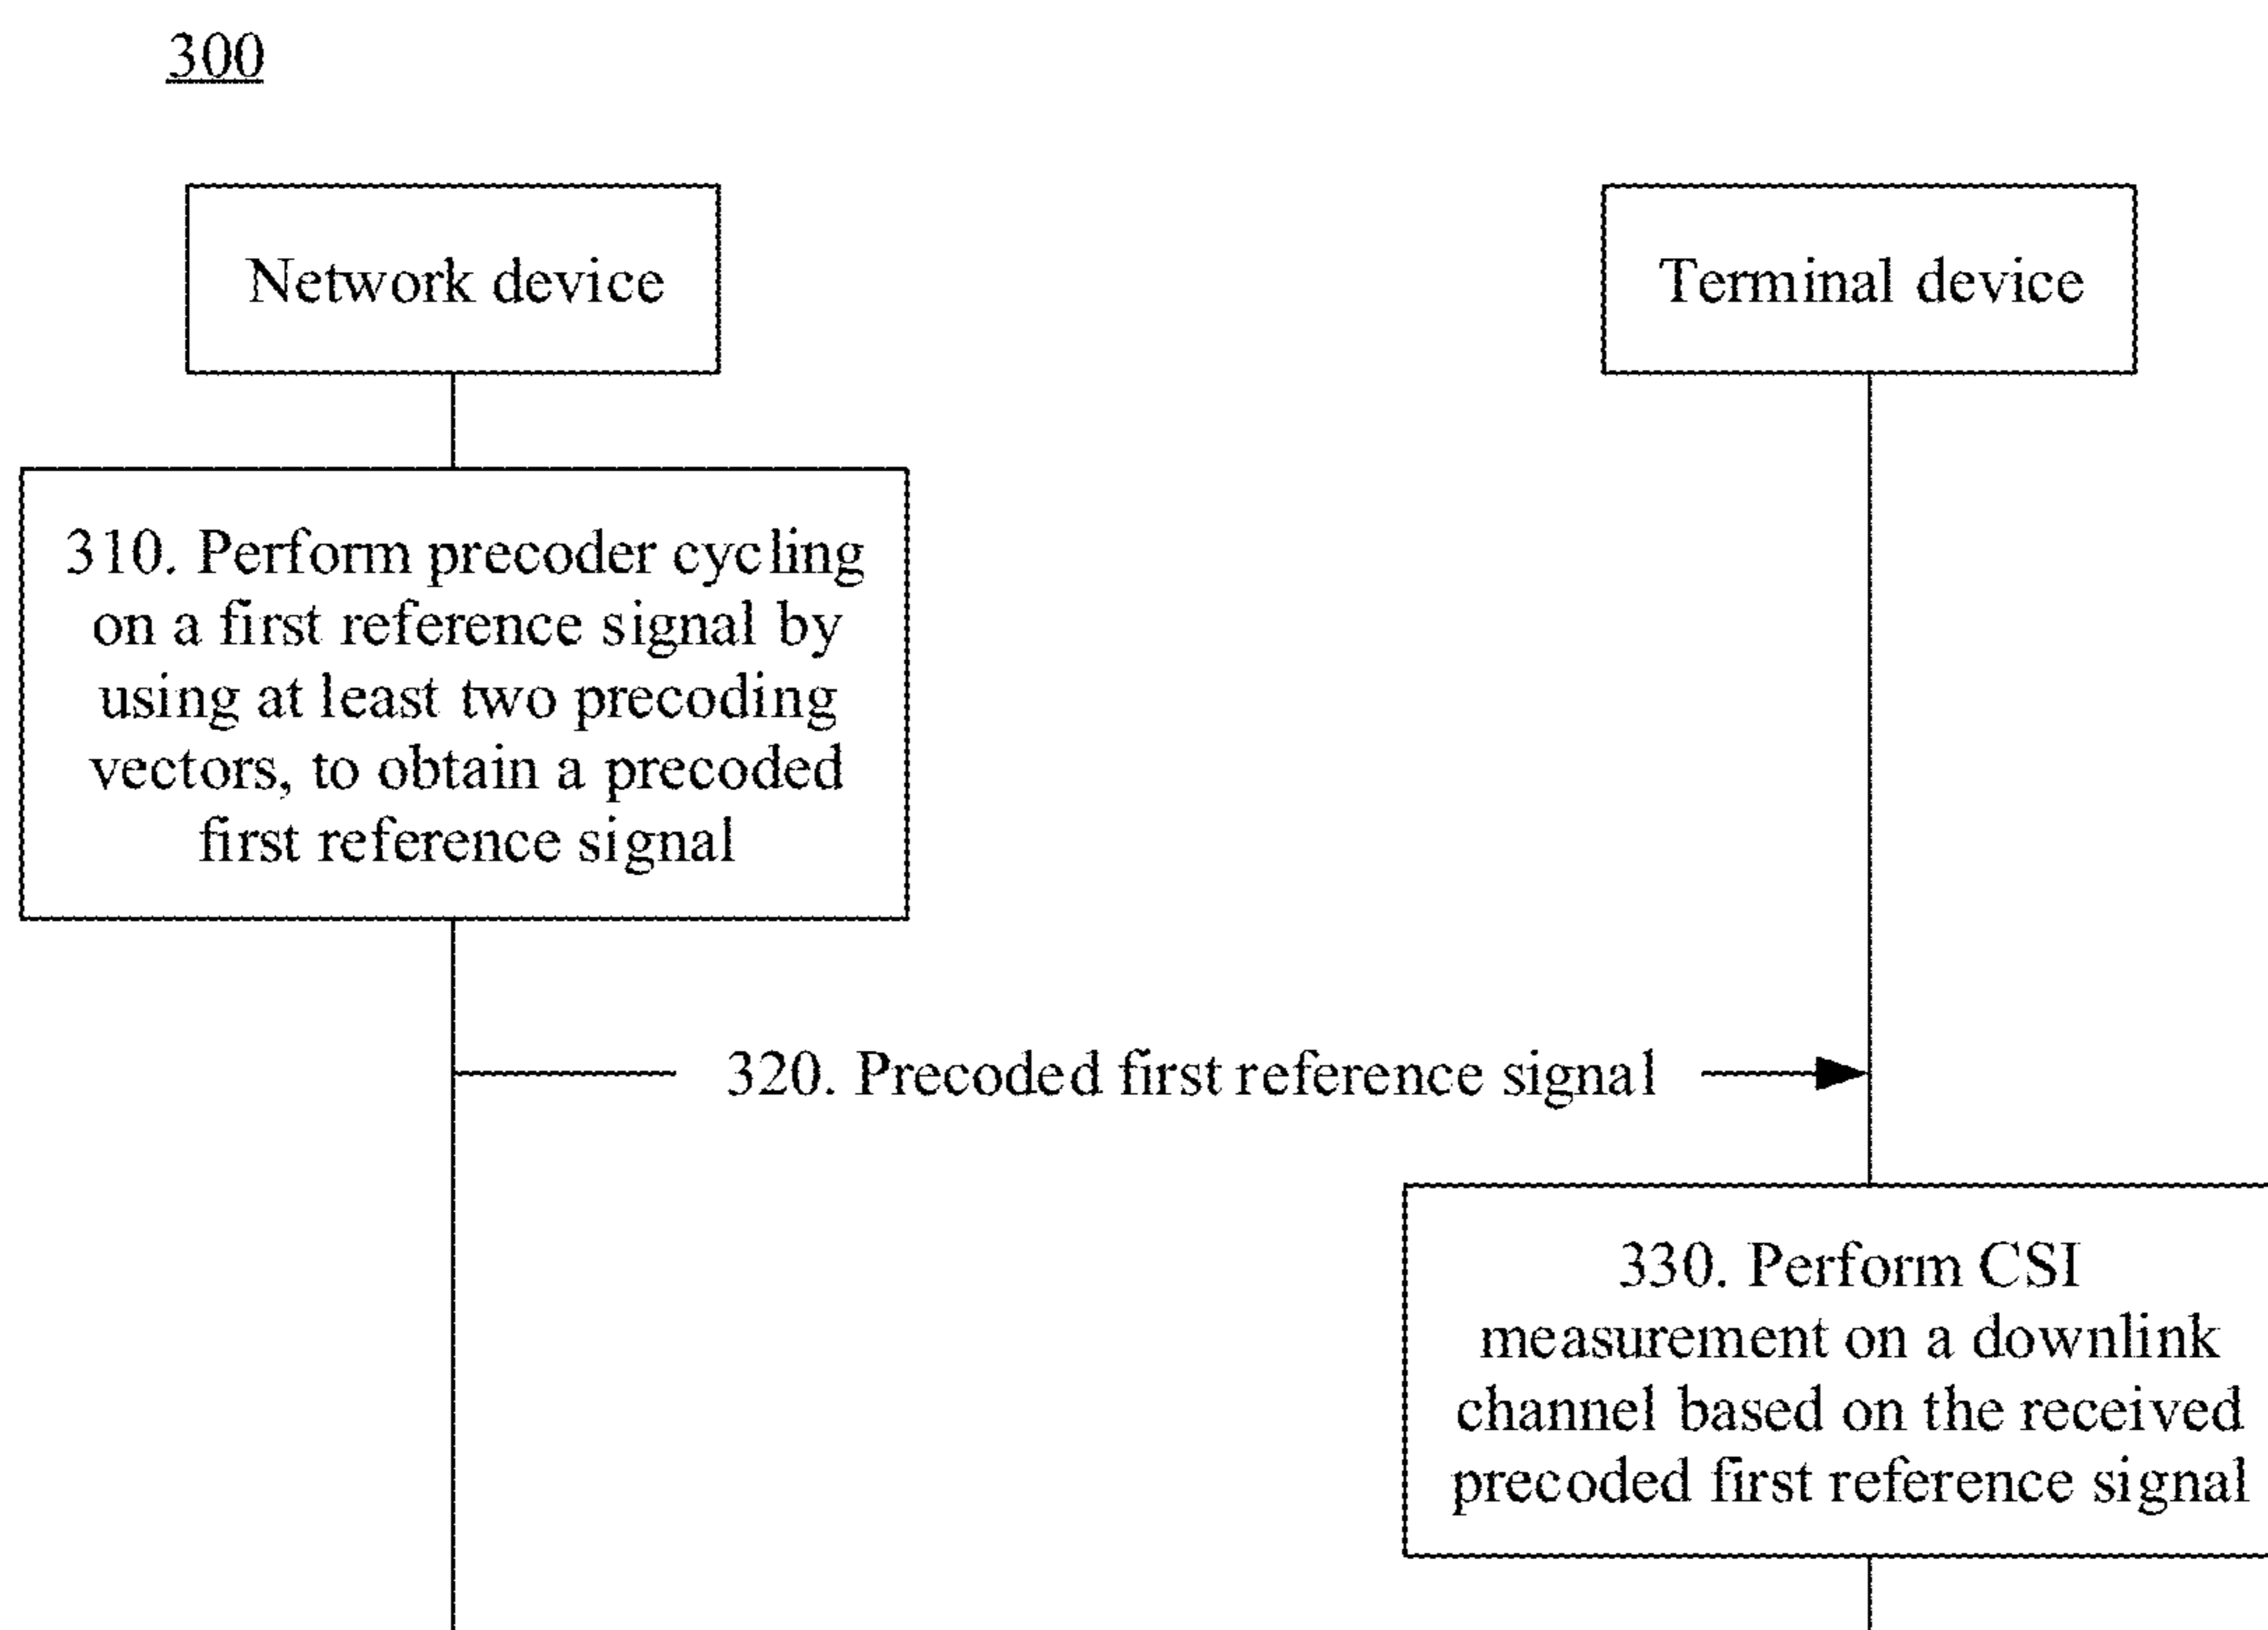 300
Network device
Terminal device
310. Perform precoder cycling
on a first reference signal by
using at least two precoding
vectors, to obtain a precoded
first reference signal
320. Precoded first reference signal
330. Perform CSI
measurement on a downlink
channel based on the received
precoded first reference signal